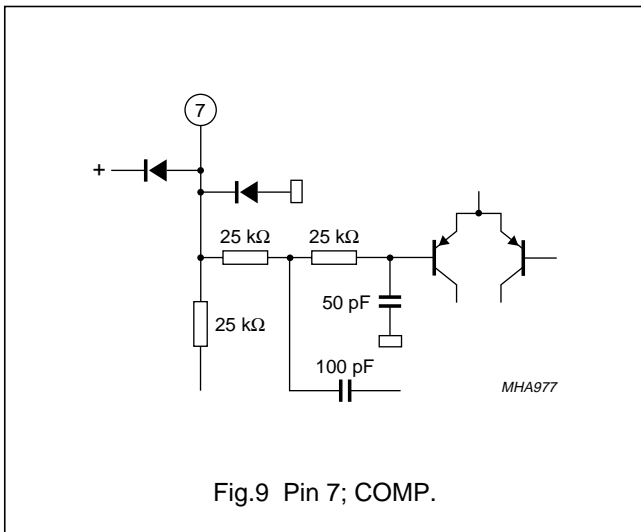 7
+
25 kΩ 25 kΩ
50 pF
25 kΩ
100 pF
MHA977
Fig.9 Pin 7; COMP.